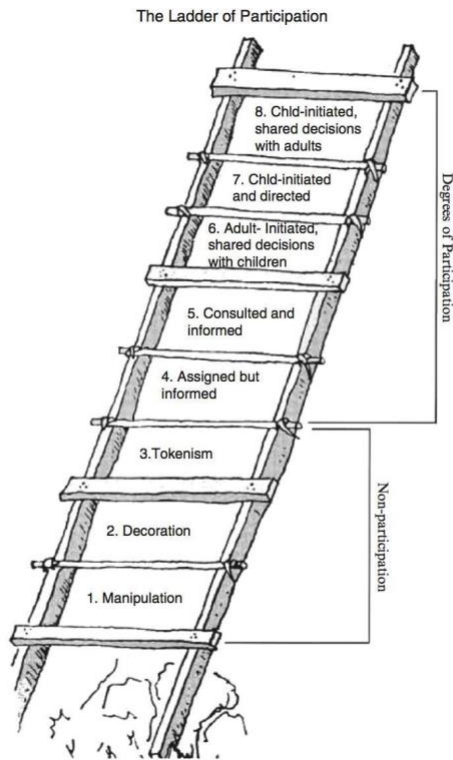 The Ladder of Participation
8. Chld-initiated,
shared decisions
with adults
7. Chld-initiated
and directed
6. Adult- Initiated,
shared decisions
with children
5. Consulted and
informed
4. Assigned but
informed
3.Tokenism
2. Decoration
1. Manipulation
Degrees of Participation
Non-participation